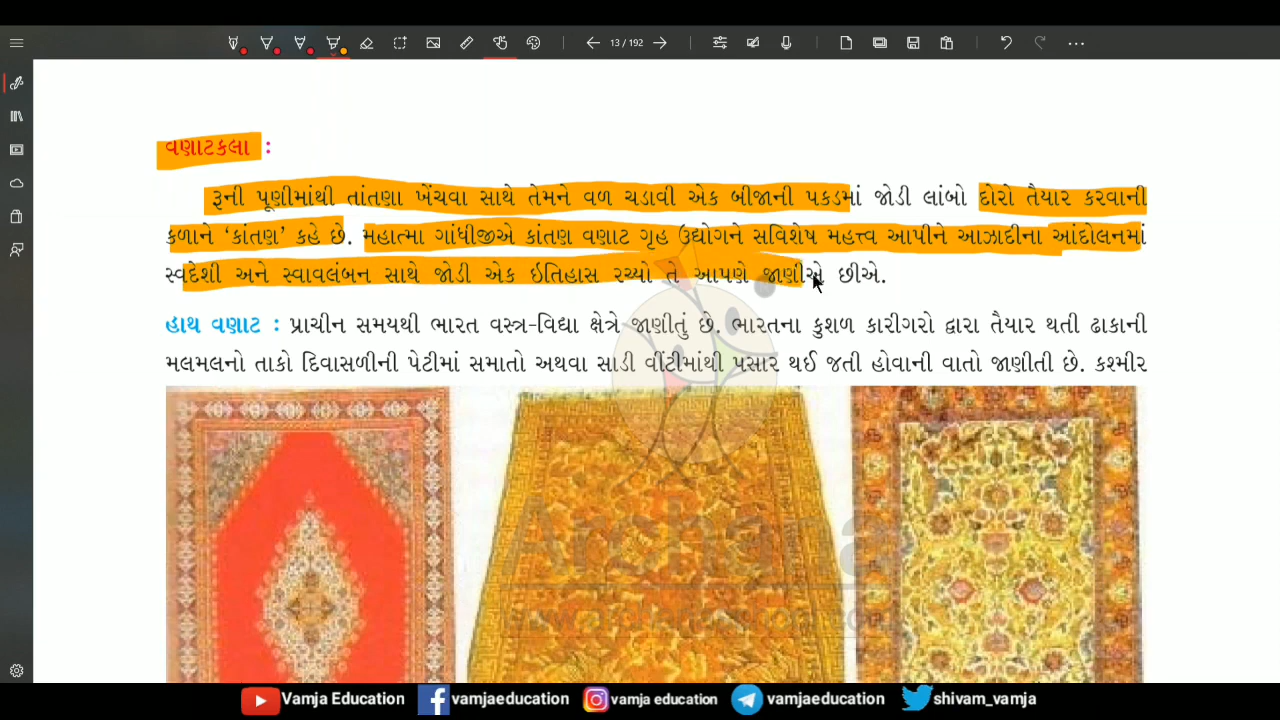 13 / 192
વણાટકલા :
રૂની પૂણીમાંથી તાંતણા ખેંચવા સાથે તેમને વળ ચડાવી એક બીજાની પકડમાં જોડી લાંબો દોરો તૈયાર કરવાની
કળાને ‘કાંતણ’ કહે છે. મહાત્મા ગાંધીજીએ કાંતણ વણાટ ગૃહ ઉદ્યોગને સવિશેષ મહત્ત્વ આપીને આઝાદીના આંદોલનમાં
સ્વદેશી અને સ્વાવલંબન સાથે જોડી એક ઇતિહાસ રચ્યો તે આપણે જાણીએ છીએ.
હાથ વણાટ : પ્રાચીન સમયથી ભારત વસ્ત્ર-વિદ્યા ક્ષેત્રે જાણીતું છે. ભારતના કુશળ કારીગરો દ્વારા તૈયાર થતી ઢાકાની
મલમલનો તાકો દિવાસળીની પેટીમાં સમાતો અથવા સાડી વીંટીમાંથી પસાર થઈ જતી હોવાની વાતો જાણીતી છે. કશ્મીર
Archana
Vamja Education vamjaeducation vamja education vamjaeducation shivam_vamja